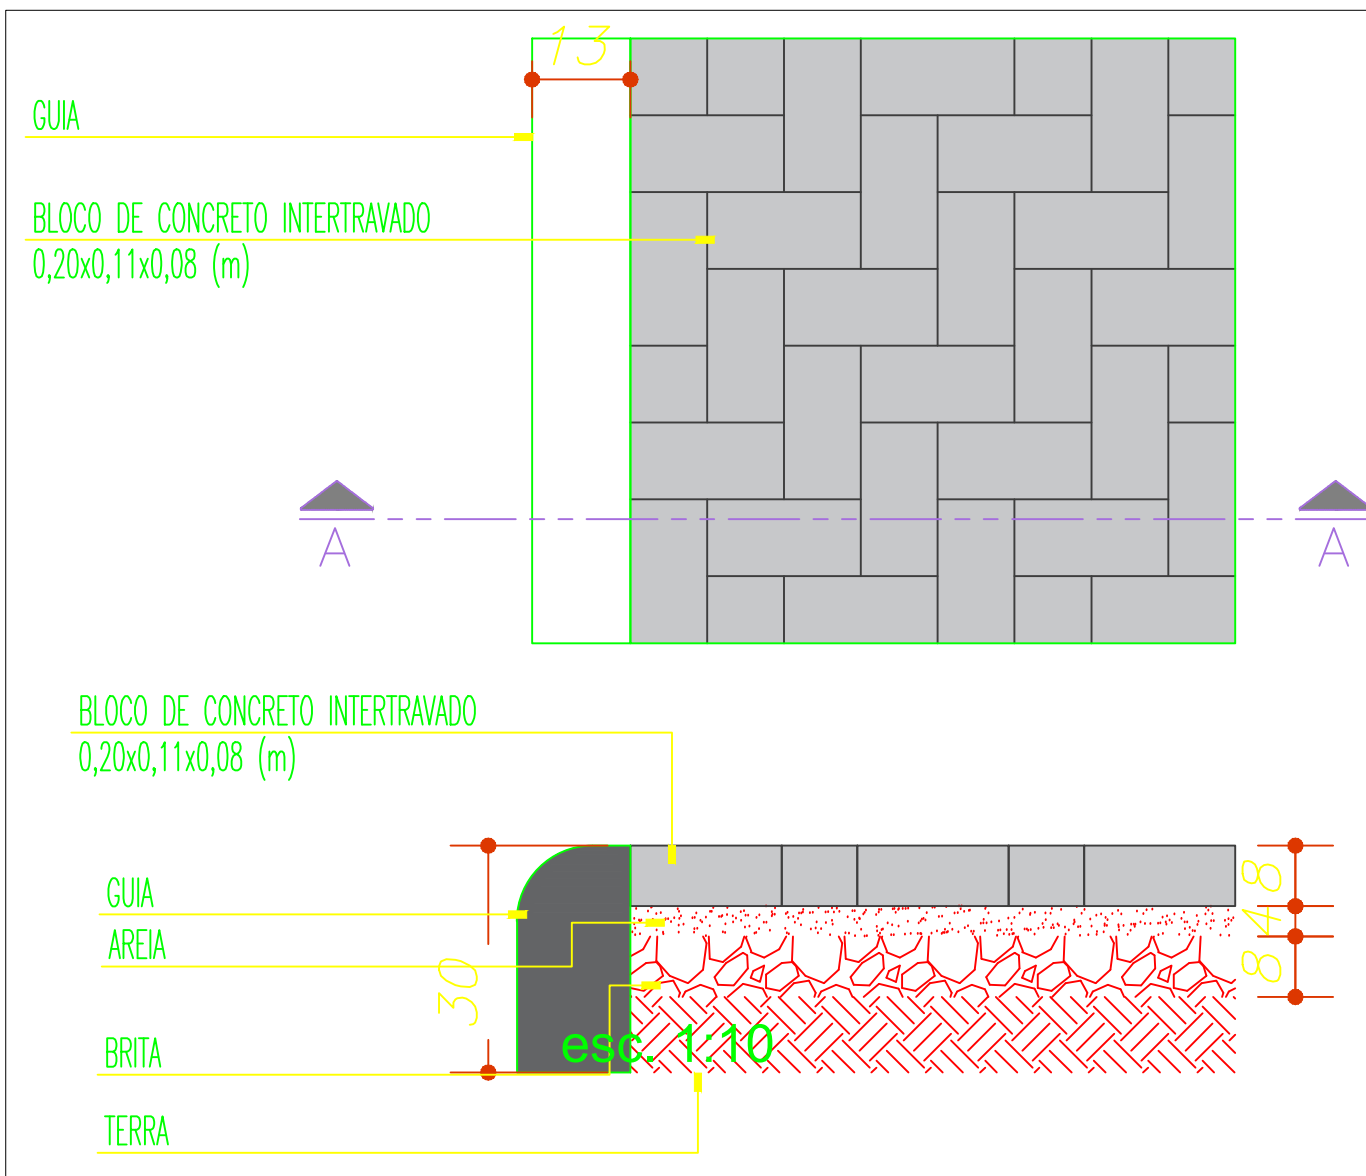 13
GUIA
BLOCO DE CONCRETO INTERTRAVADO
0,20x0,11x0,08 (m)
A
A
BLOCO DE CONCRETO INTERTRAVADO
0,20x0,11x0,08 (m)
GUIA
AREIA
30
8
4
8
esc. 1:10
BRITA
TERRA